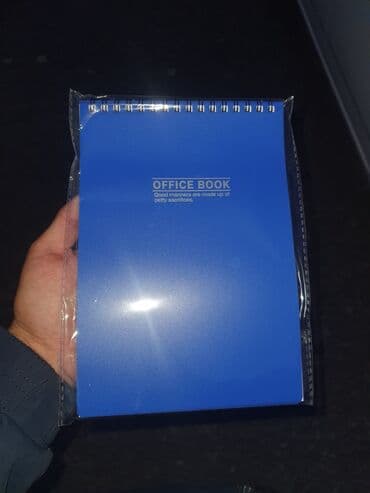 OFFICE BOOK
Good manners are made up of
petty sacrifices.